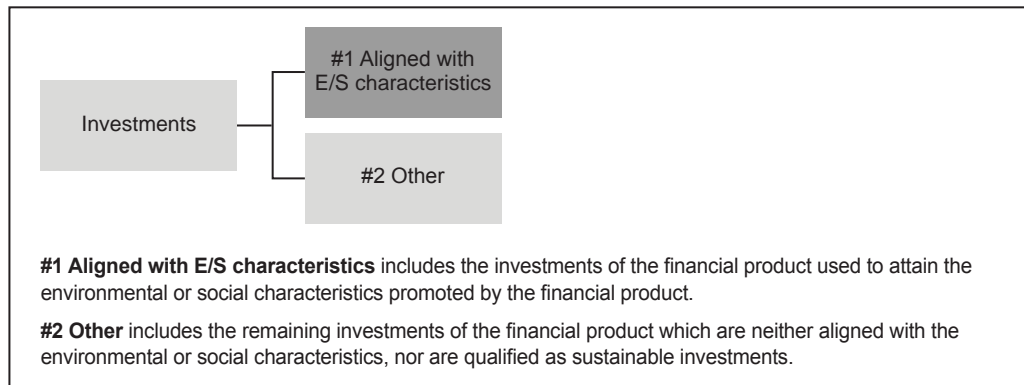 #1 Aligned with
E/S characteristics
Investments
#2 Other
#1 Aligned with E/S characteristics includes the investments of the financial product used to attain the
environmental or social characteristics promoted by the financial product.
#2 Other includes the remaining investments of the financial product which are neither aligned with the
environmental or social characteristics, nor are qualified as sustainable investments.